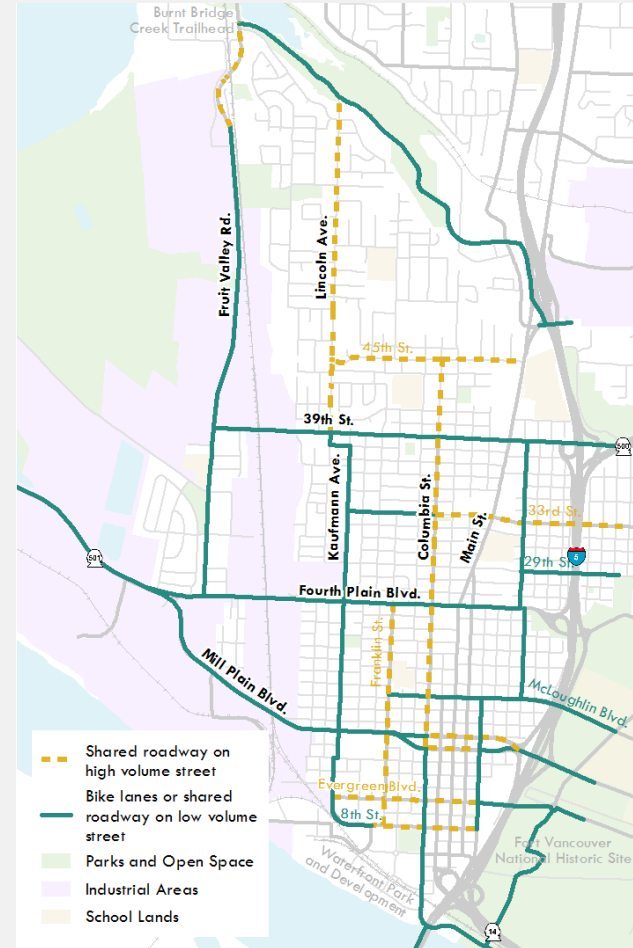 Burnt Bridge
Creek Trailhead
Fruit Valley Rd.
Lincoln Ave.
45th St.
39th St.
500
Kaufmann Ave.
Columbia St.
Main St.
33rd St.
5
29th St.
501
Fourth Plain Blvd.
Franklin St.
Mill Plain Blvd.
McLoughlin Blvd.
Evergreen Blvd.
8th St.
Fort Vancouver
National Historic Site
Waterfront Park
and Development
14
Shared roadway on
high volume street
Bike lanes or shared
roadway on low volume
street
Parks and Open Space
Industrial Areas
School Lands